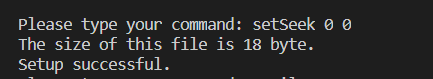 Please type your command: setSeek 0 0
The size of this file is 18 byte.
Setup successful.